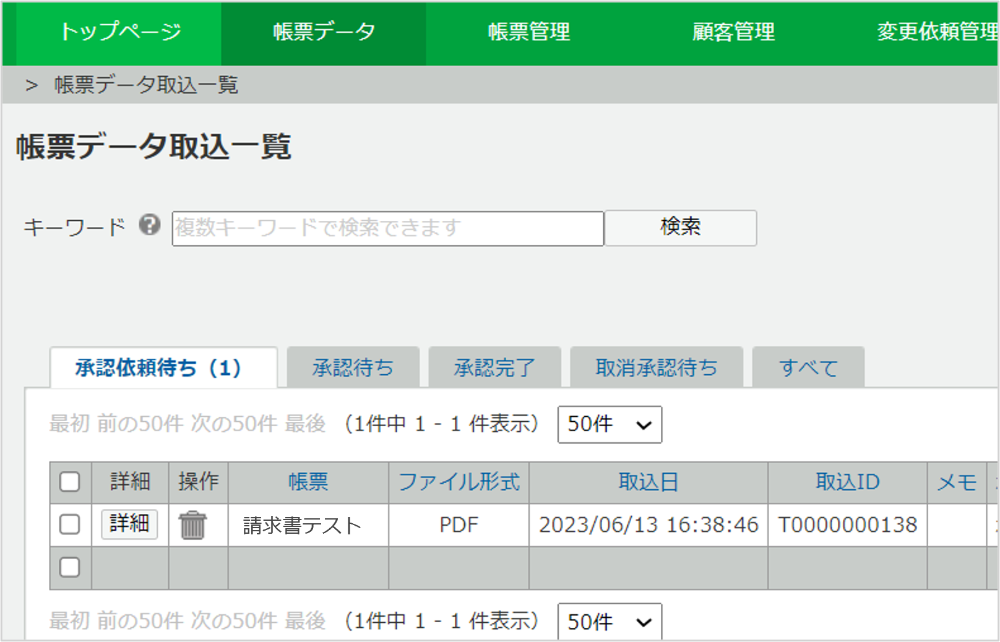 トップページ 帳票データ 帳票管理 顧客管理 変更依頼管理
> 帳票データ取込一覧
帳票データ取込一覧
キーワード ? 複数キーワードで検索できます 検索
承認依頼待ち（1） 承認待ち 承認完了 取消承認待ち すべて
最初 前の50件 次の50件 最後 （1件中 1 - 1 件表示） 50件
詳細 操作 帳票 ファイル形式 取込日 取込ID メモ
詳細 請求書テスト PDF 2023/06/13 16:38:46 T0000000138
最初 前の50件 次の50件 最後 （1件中 1 - 1 件表示） 50件